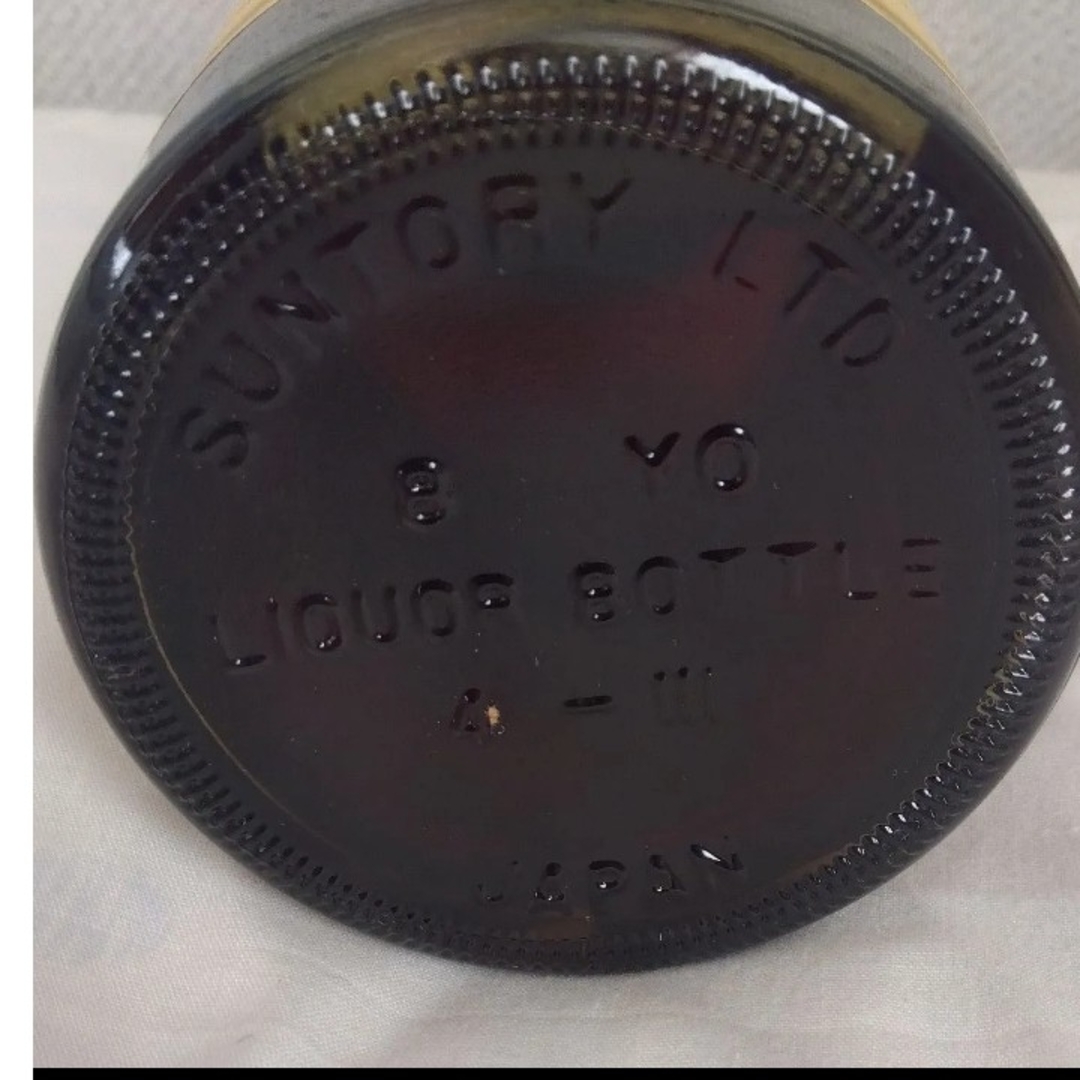 SUNTORY LTD
8 YO
LIQUOR BOTTLE
4 - III
JAPAN